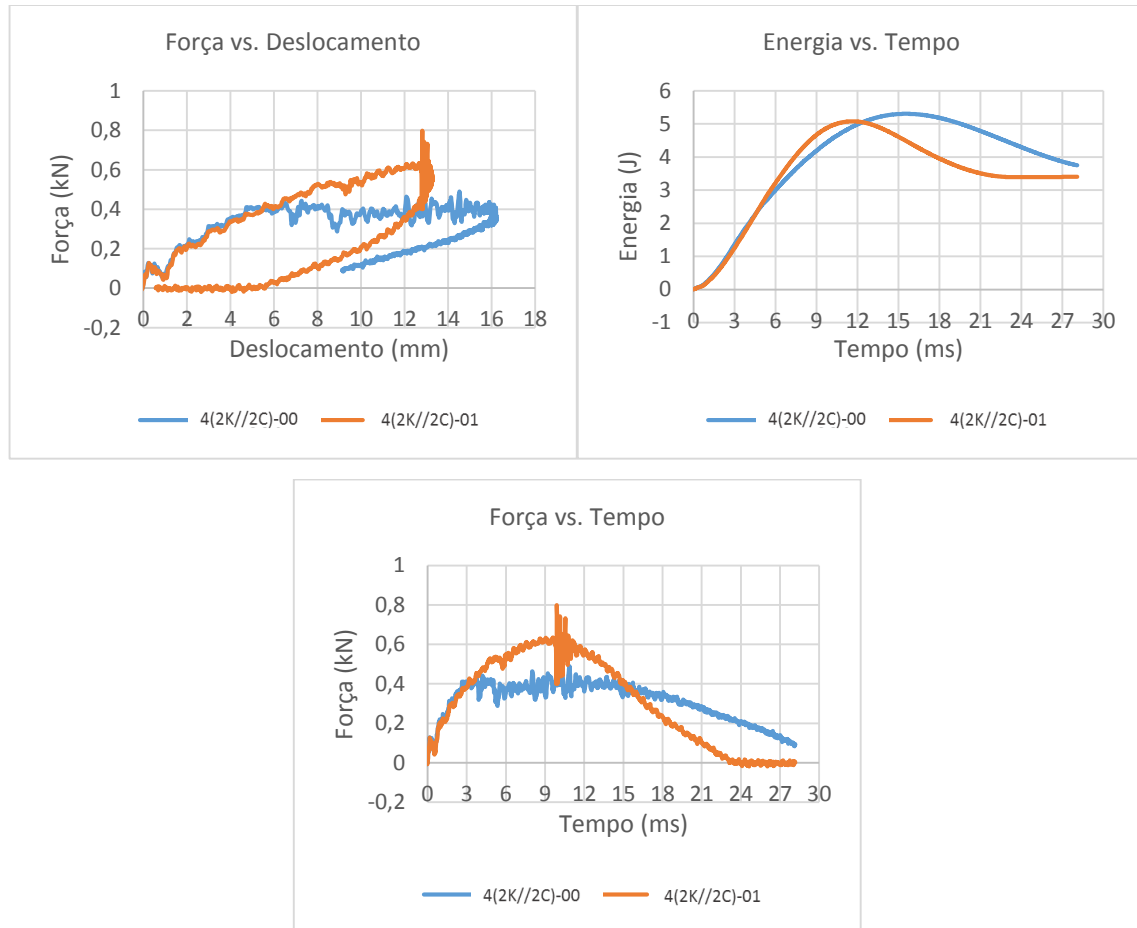 Força vs. Deslocamento
1
0,8
0,6
0,4
0,2
0
-0,2
0 2 4 6 8 10 12 14 16 18
Força (kN)
Deslocamento (mm)
4(2K//2C)-00 4(2K//2C)-01
Energia vs. Tempo
6
5
4
3
2
1
0
-1
0 3 6 9 12 15 18 21 24 27 30
Energia (J)
Tempo (ms)
4(2K//2C)-00 4(2K//2C)-01
Força vs. Tempo
1
0,8
0,6
0,4
0,2
0
-0,2
0 3 6 9 12 15 18 21 24 27 30
Força (kN)
Tempo (ms)
4(2K//2C)-00 4(2K//2C)-01